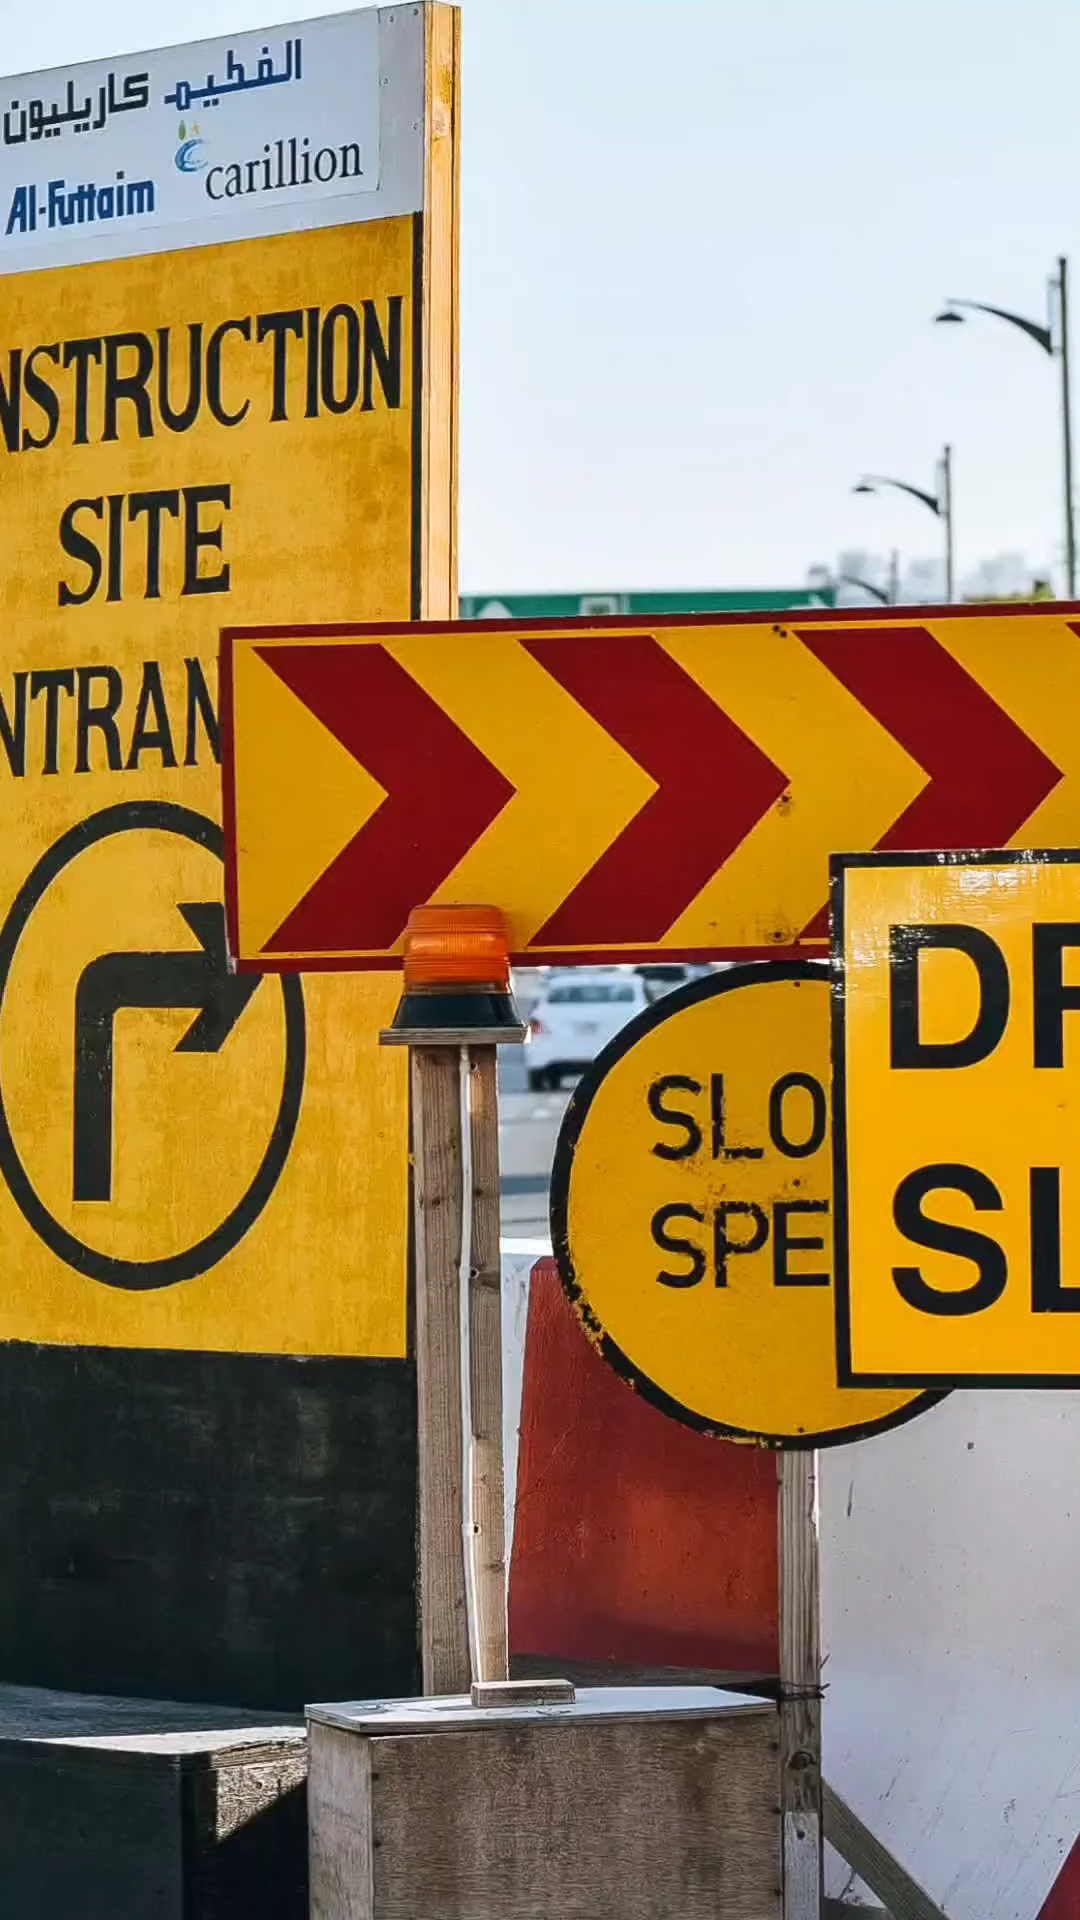 الفطيم كاريليون
Al-Futtaim carillion
NSTRUCTION
SITE
NTRAN
SLO
SPE
DR
SL